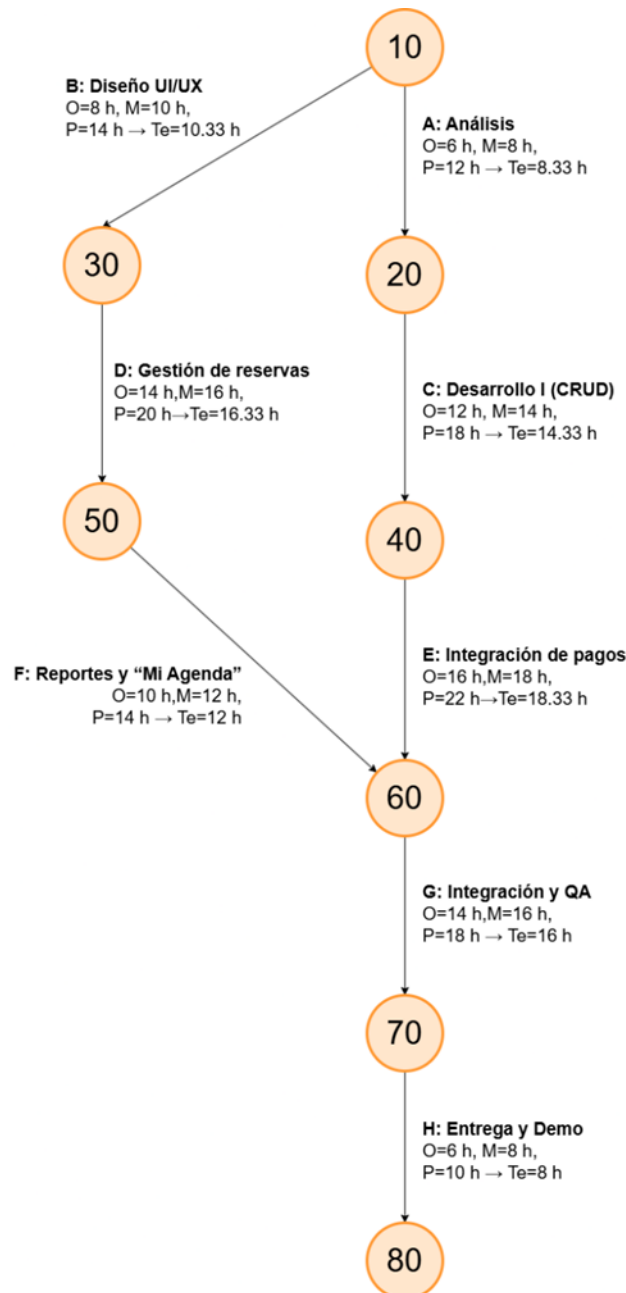 10
B: Diseño UI/UX
O=8 h, M=10 h,
P=14 h → Te=10.33 h
A: Análisis
O=6 h, M=8 h,
P=12 h → Te=8.33 h
30
20
D: Gestión de reservas
O=14 h,M=16 h,
P=20 h→Te=16.33 h
C: Desarrollo I (CRUD)
O=12 h, M=14 h,
P=18 h → Te=14.33 h
50
40
F: Reportes y “Mi Agenda”
O=10 h,M=12 h,
P=14 h → Te=12 h
E: Integración de pagos
O=16 h,M=18 h,
P=22 h→Te=18.33 h
60
G: Integración y QA
O=14 h,M=16 h,
P=18 h → Te=16 h
70
H: Entrega y Demo
O=6 h, M=8 h,
P=10 h → Te=8 h
80